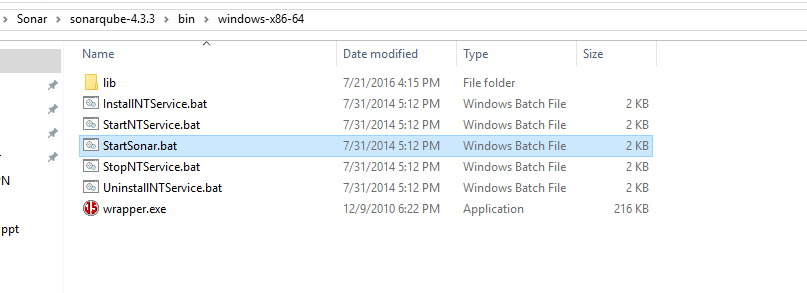 Sonar > sonarqube-4.3.3 > bin > windows-x86-64
Name Date modified Type Size
lib 7/21/2016 4:15 PM File folder
InstallNTService.bat 7/31/2014 5:12 PM Windows Batch File 2 KB
StartNTService.bat 7/31/2014 5:12 PM Windows Batch File 2 KB
StartSonar.bat 7/31/2014 5:12 PM Windows Batch File 2 KB
StopNTService.bat 7/31/2014 5:12 PM Windows Batch File 2 KB
PN UninstallNTService.bat 7/31/2014 5:12 PM Windows Batch File 2 KB
wrapper.exe 12/9/2010 6:22 PM Application 216 KB
ppt